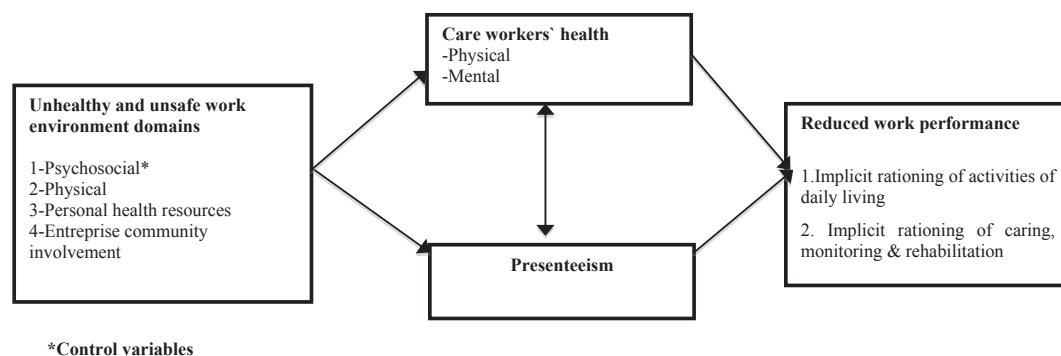 Unhealthy and unsafe work
environment domains
1-Psychosocial*
2-Physical
3-Personal health resources
4-Entreprise community
involvement
Care workers` health
-Physical
-Mental
Presenteeism
Reduced work performance
1.Implicit rationing of activities of
daily living
2. Implicit rationing of caring,
monitoring & rehabilitation
*Control variables